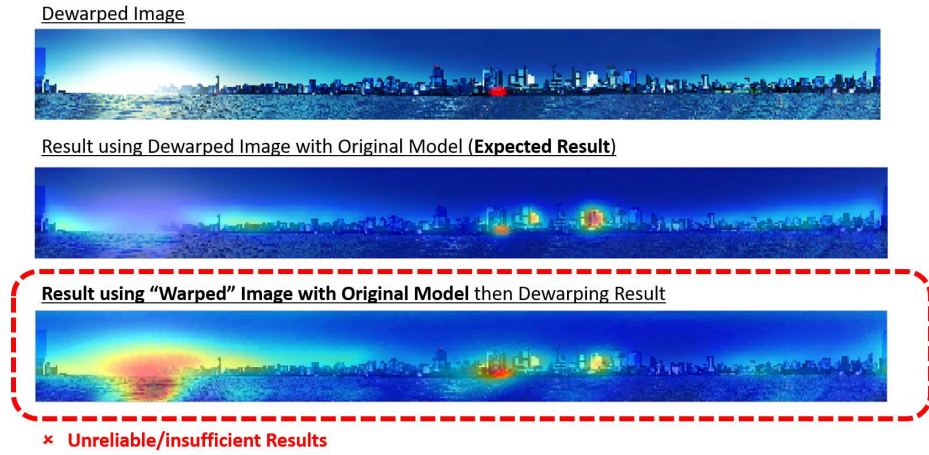 Dewarped Image
Result using Dewarped Image with Original Model (Expected Result)
Result using “Warped” Image with Original Model then Dewarping Result
× Unreliable/insufficient Results